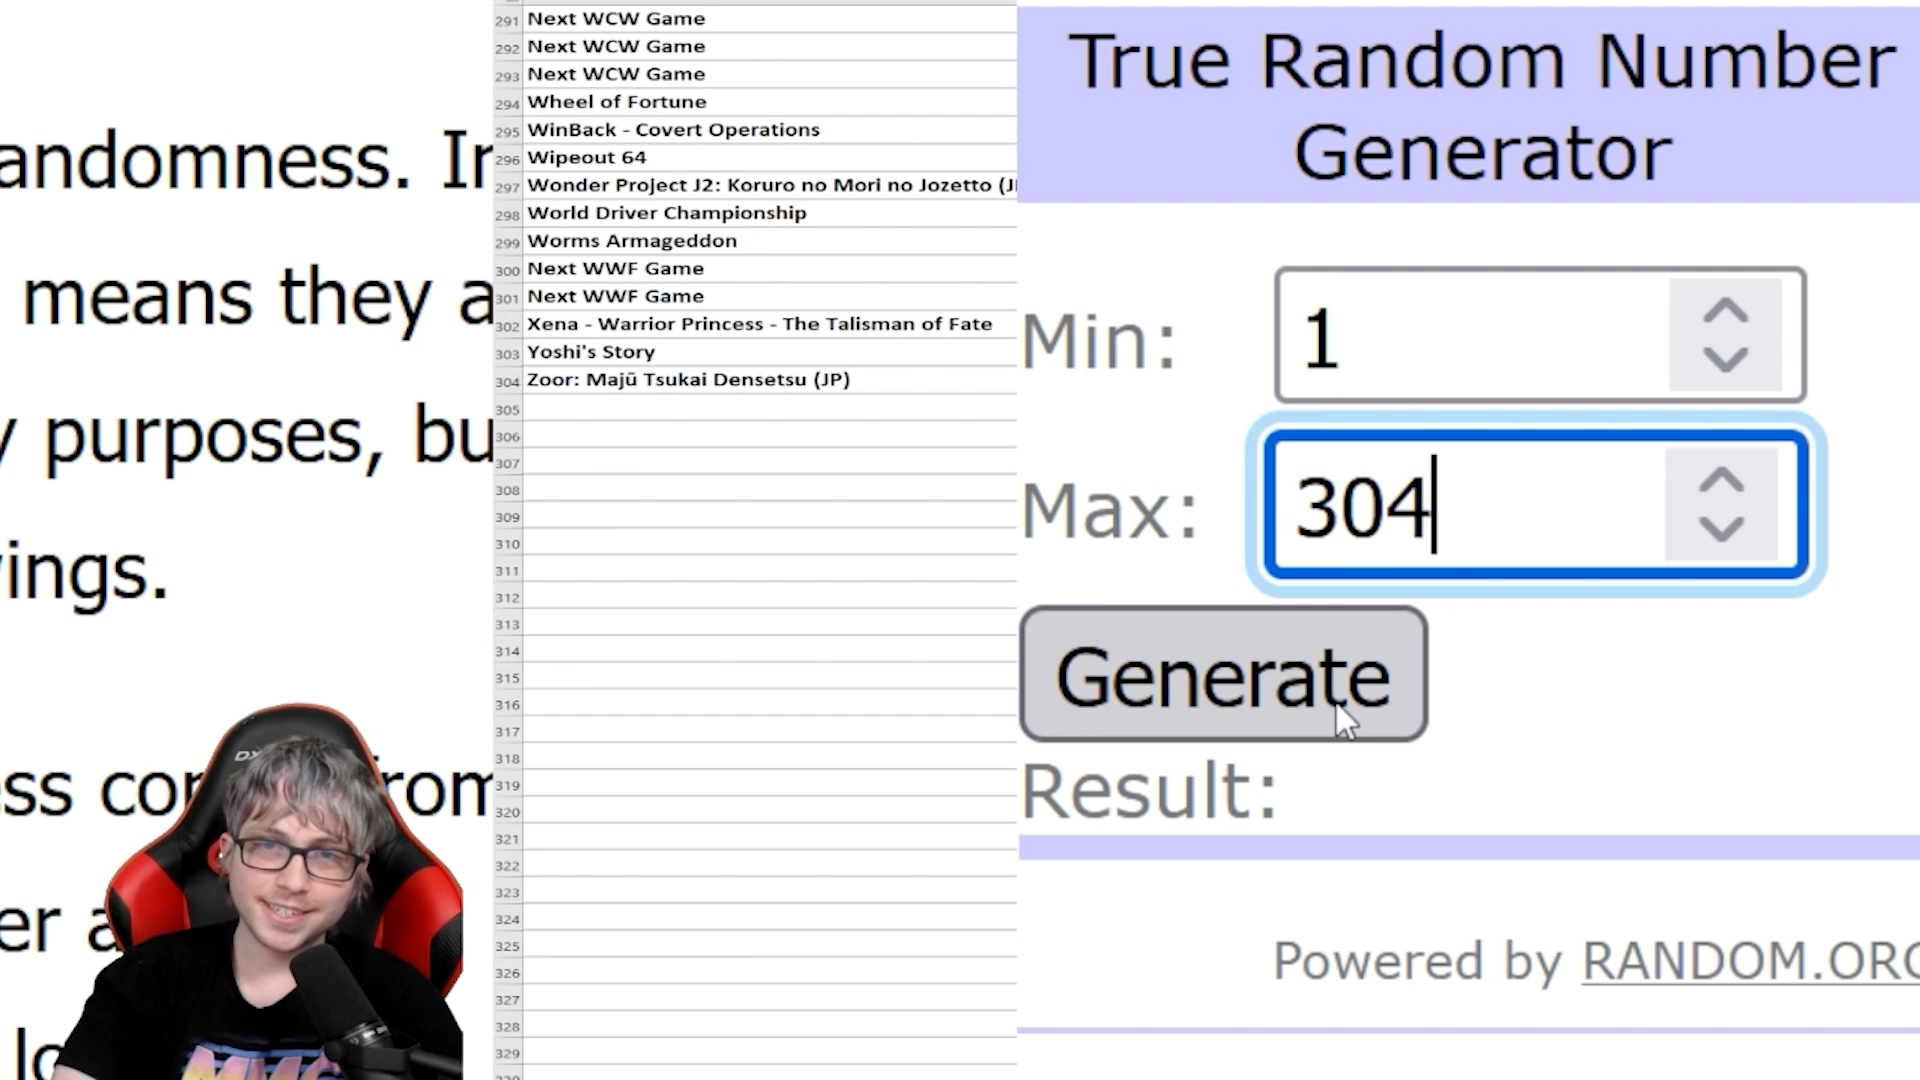 andomness. In
means they a
y purposes, bu
ings.
ess co
rom
er a
lo
DX
291 Next WCW Game
292 Next WCW Game
293 Next WCW Game
294 Wheel of Fortune
295 WinBack - Covert Operations
296 Wipeout 64
297 Wonder Project J2: Koruro no Mori no Jozetto (J
298 World Driver Championship
299 Worms Armageddon
300 Next WWF Game
301 Next WWF Game
302 Xena - Warrior Princess - The Talisman of Fate
303 Yoshi's Story
304 Zoor: Majū Tsukai Densetsu (JP)
305
306
307
308
309
310
311
312
313
314
315
316
317
318
319
320
321
322
323
324
325
326
327
328
329
True Random Number
Generator
Min: 1
Max: 304
Generate
Result:
Powered by RANDOM.ORG